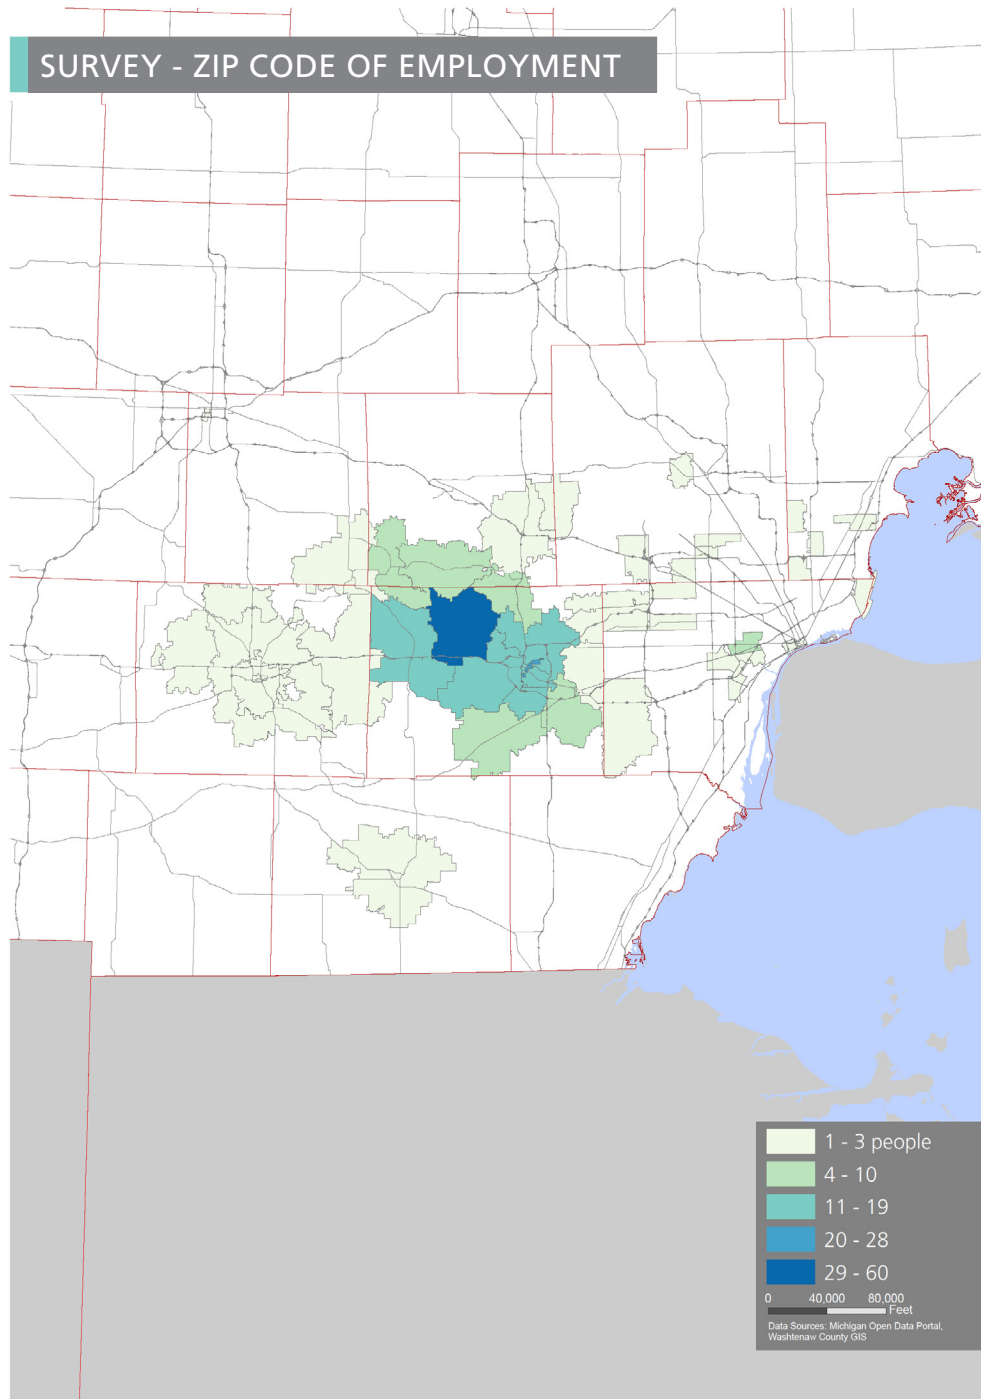 SURVEY - ZIP CODE OF EMPLOYMENT
1 - 3 people
4 - 10
11 - 19
20 - 28
29 - 60
0 40,000 80,000
Feet
Data Sources: Michigan Open Data Portal,
Washtenaw County GIS